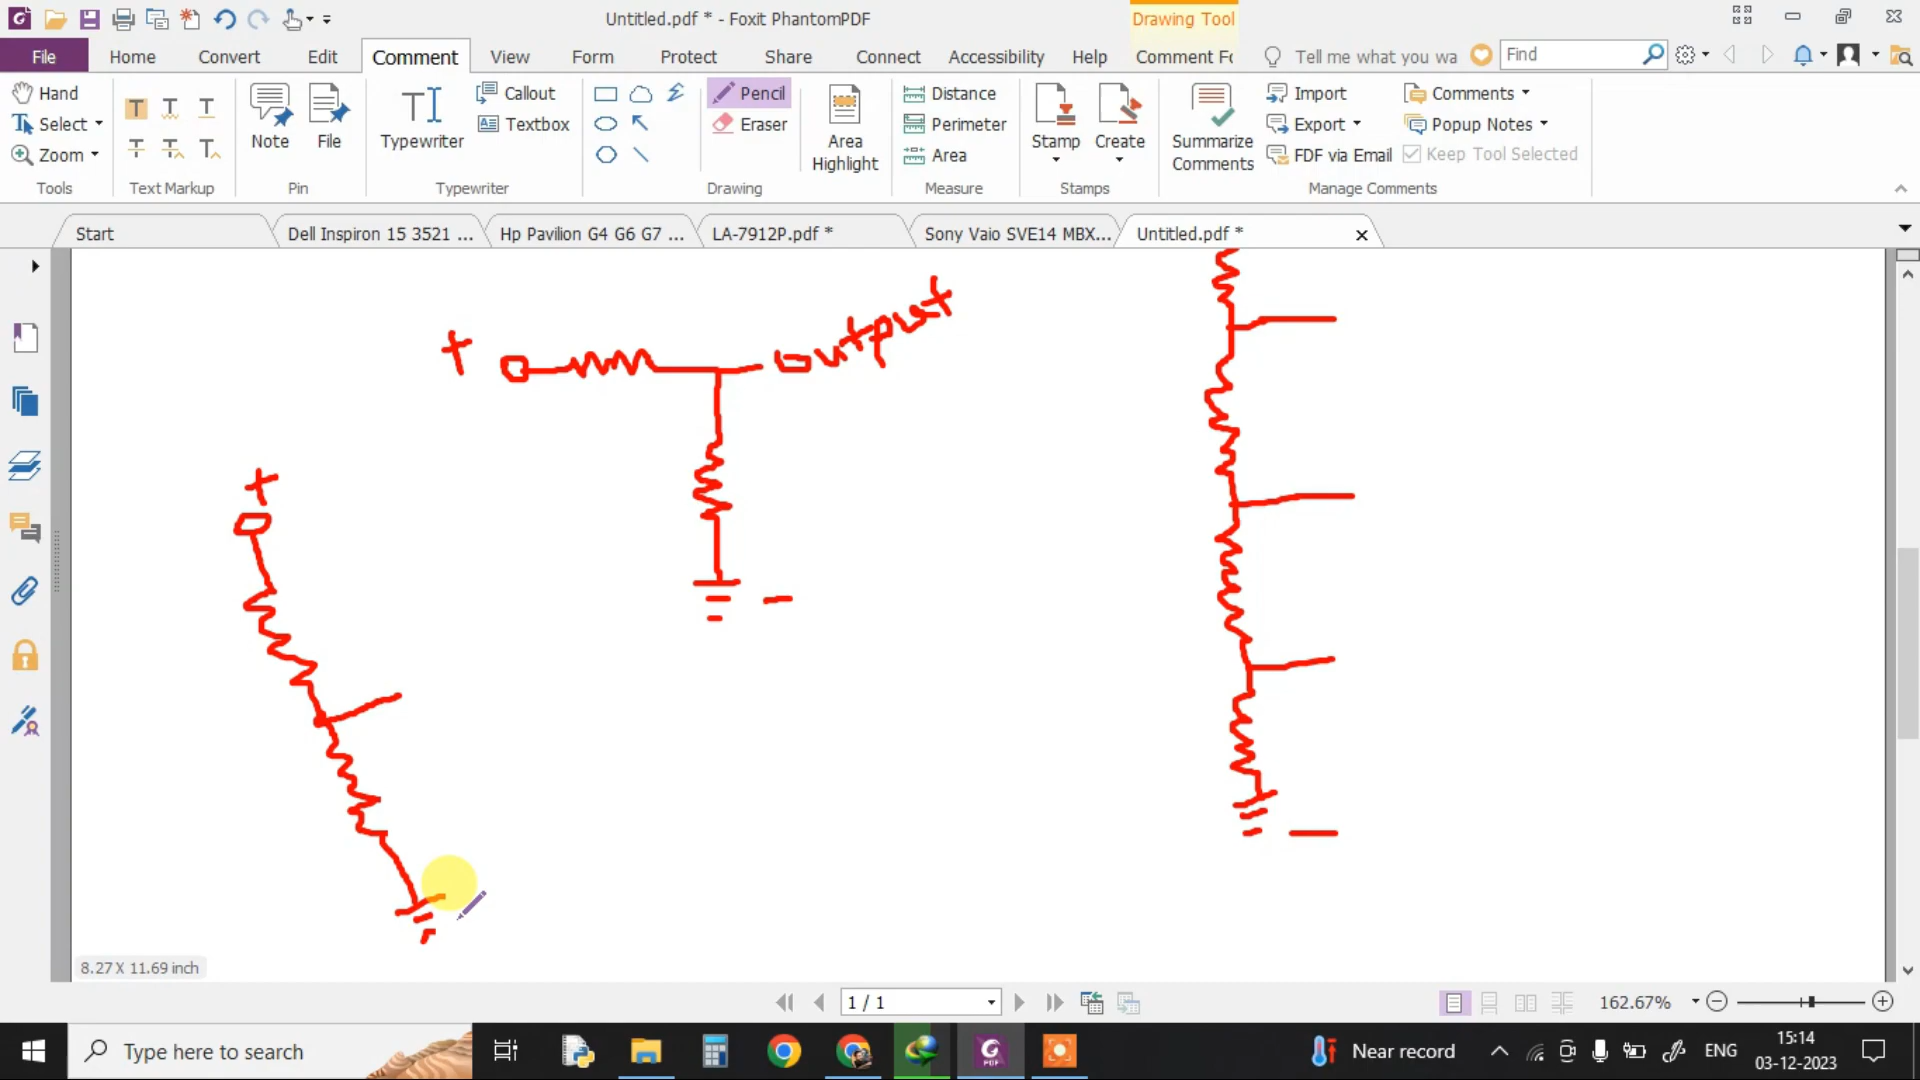 Untitled.pdf * - Foxit PhantomPDF
Drawing Tool
File Home Convert Edit Comment View Form Protect Share Connect Accessibility Help Comment Fc Tell me what you wa Find
Hand
Select
Zoom
Tools
Text Markup
Note File
Pin
Typewriter
Callout
Textbox
Typewriter
Pencil
Eraser
Drawing
Area
Highlight
Distance
Perimeter
Area
Measure
Stamp Create
Stamps
Summarize
Comments
Import
Export
FDF via Email
Comments
Popup Notes
Keep Tool Selected
Manage Comments
Start Dell Inspiron 15 3521 ... Hp Pavilion G4 G6 G7 ... LA-7912P.pdf * Sony Vaio SVE14 MBX... Untitled.pdf *
+ output
+
8.27 X 11.69 inch
1 / 1
162.67%
Type here to search
PDF
Near record
ENG
15:14
03-12-2023